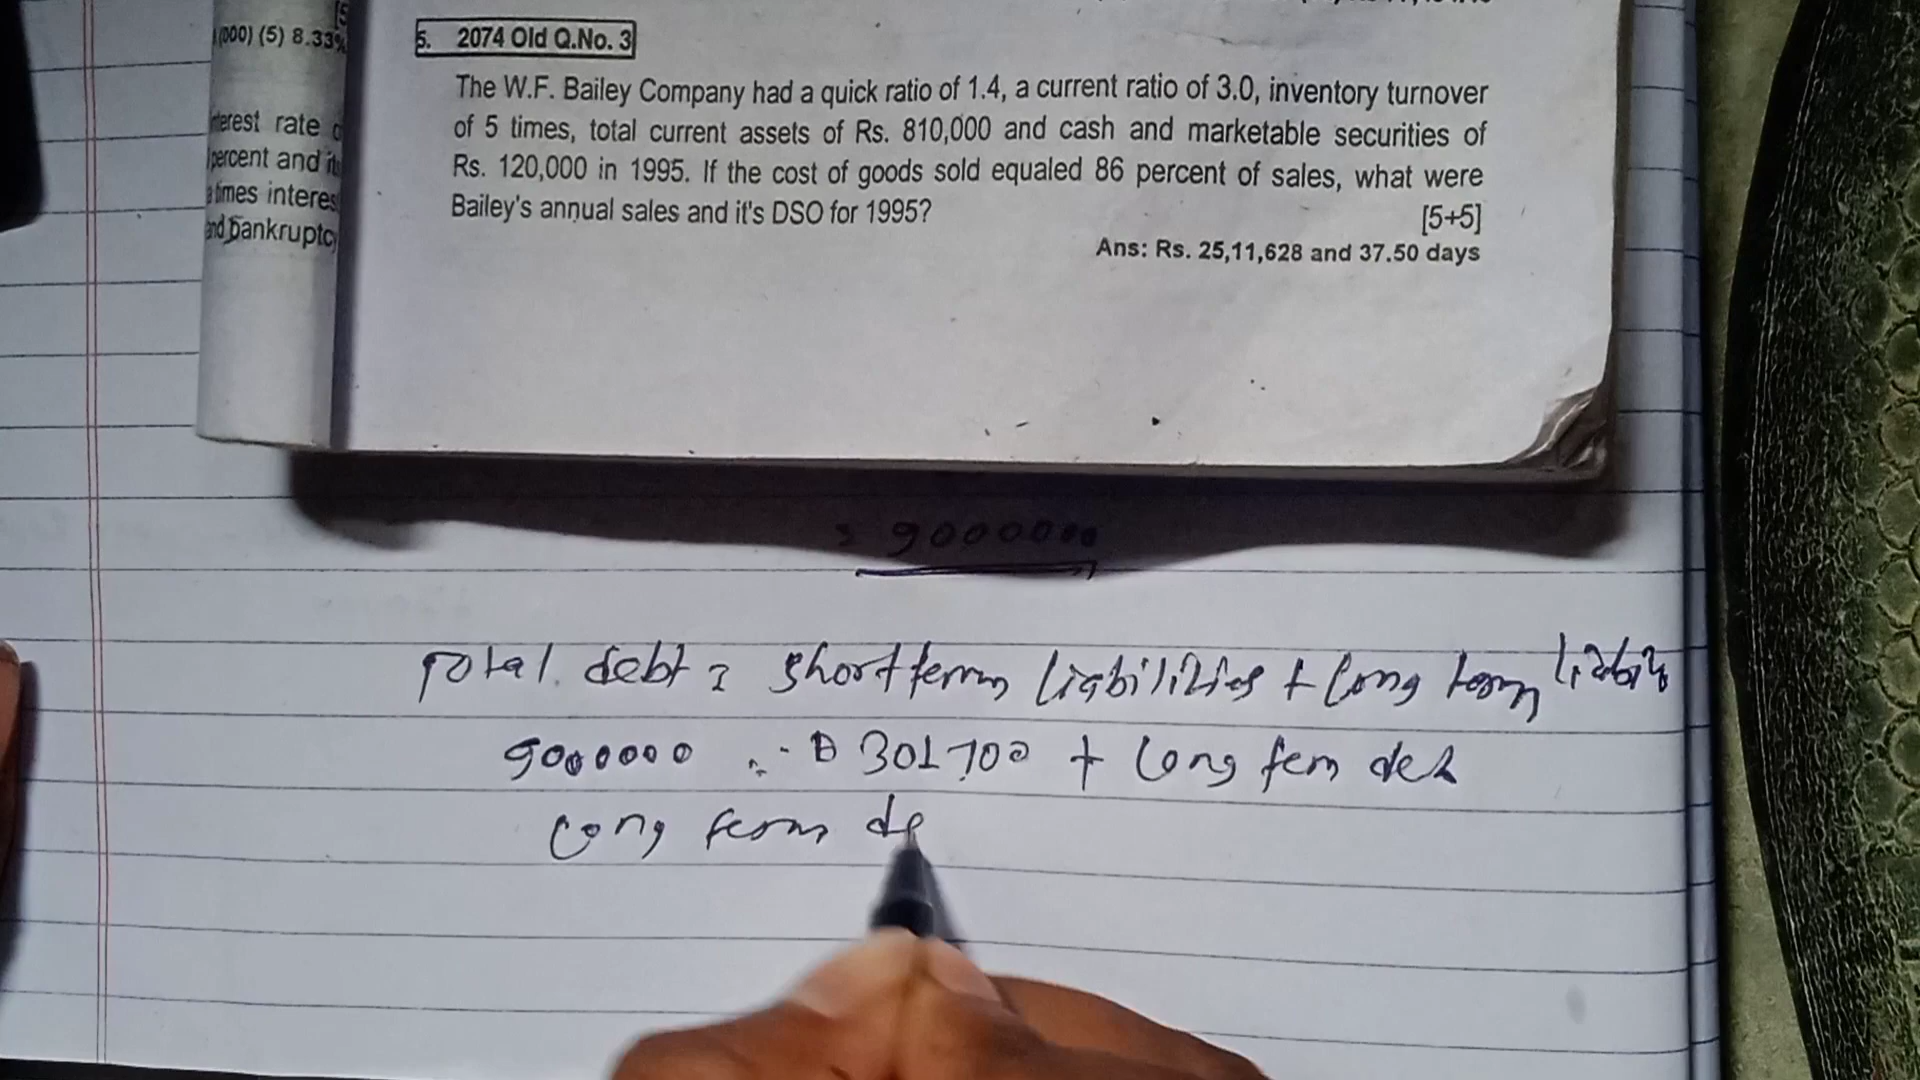 (000) (5) 8.33%
5. 2074 Old Q.No. 3
The W.F. Bailey Company had a quick ratio of 1.4, a current ratio of 3.0, inventory turnover
of 5 times, total current assets of Rs. 810,000 and cash and marketable securities of
Rs. 120,000 in 1995. If the cost of goods sold equaled 86 percent of sales, what were
Bailey's annual sales and it's DSO for 1995?
[5+5]
Ans: Rs. 25,11,628 and 37.50 days
rest rate
percent and
times interes
and bankruptc
9000000
Total debt = short term liabilities + long term
9000000 301700 + long tem
long term de